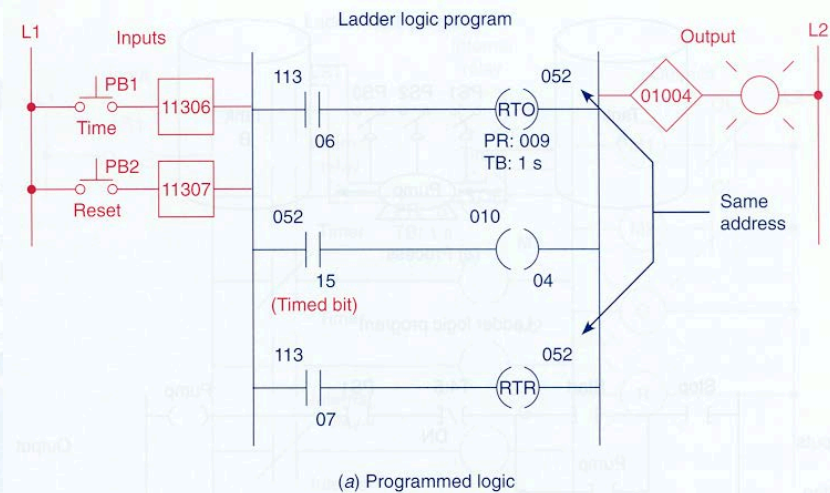 Ladder logic program
L1
Inputs
Output
L2
PB1
11306
Time
113
06
052
RTO
PR: 009
TB: 1 s
01004
PB2
11307
Reset
Same
address
052
15
(Timed bit)
010
04
113
07
052
RTR
(a) Programmed logic